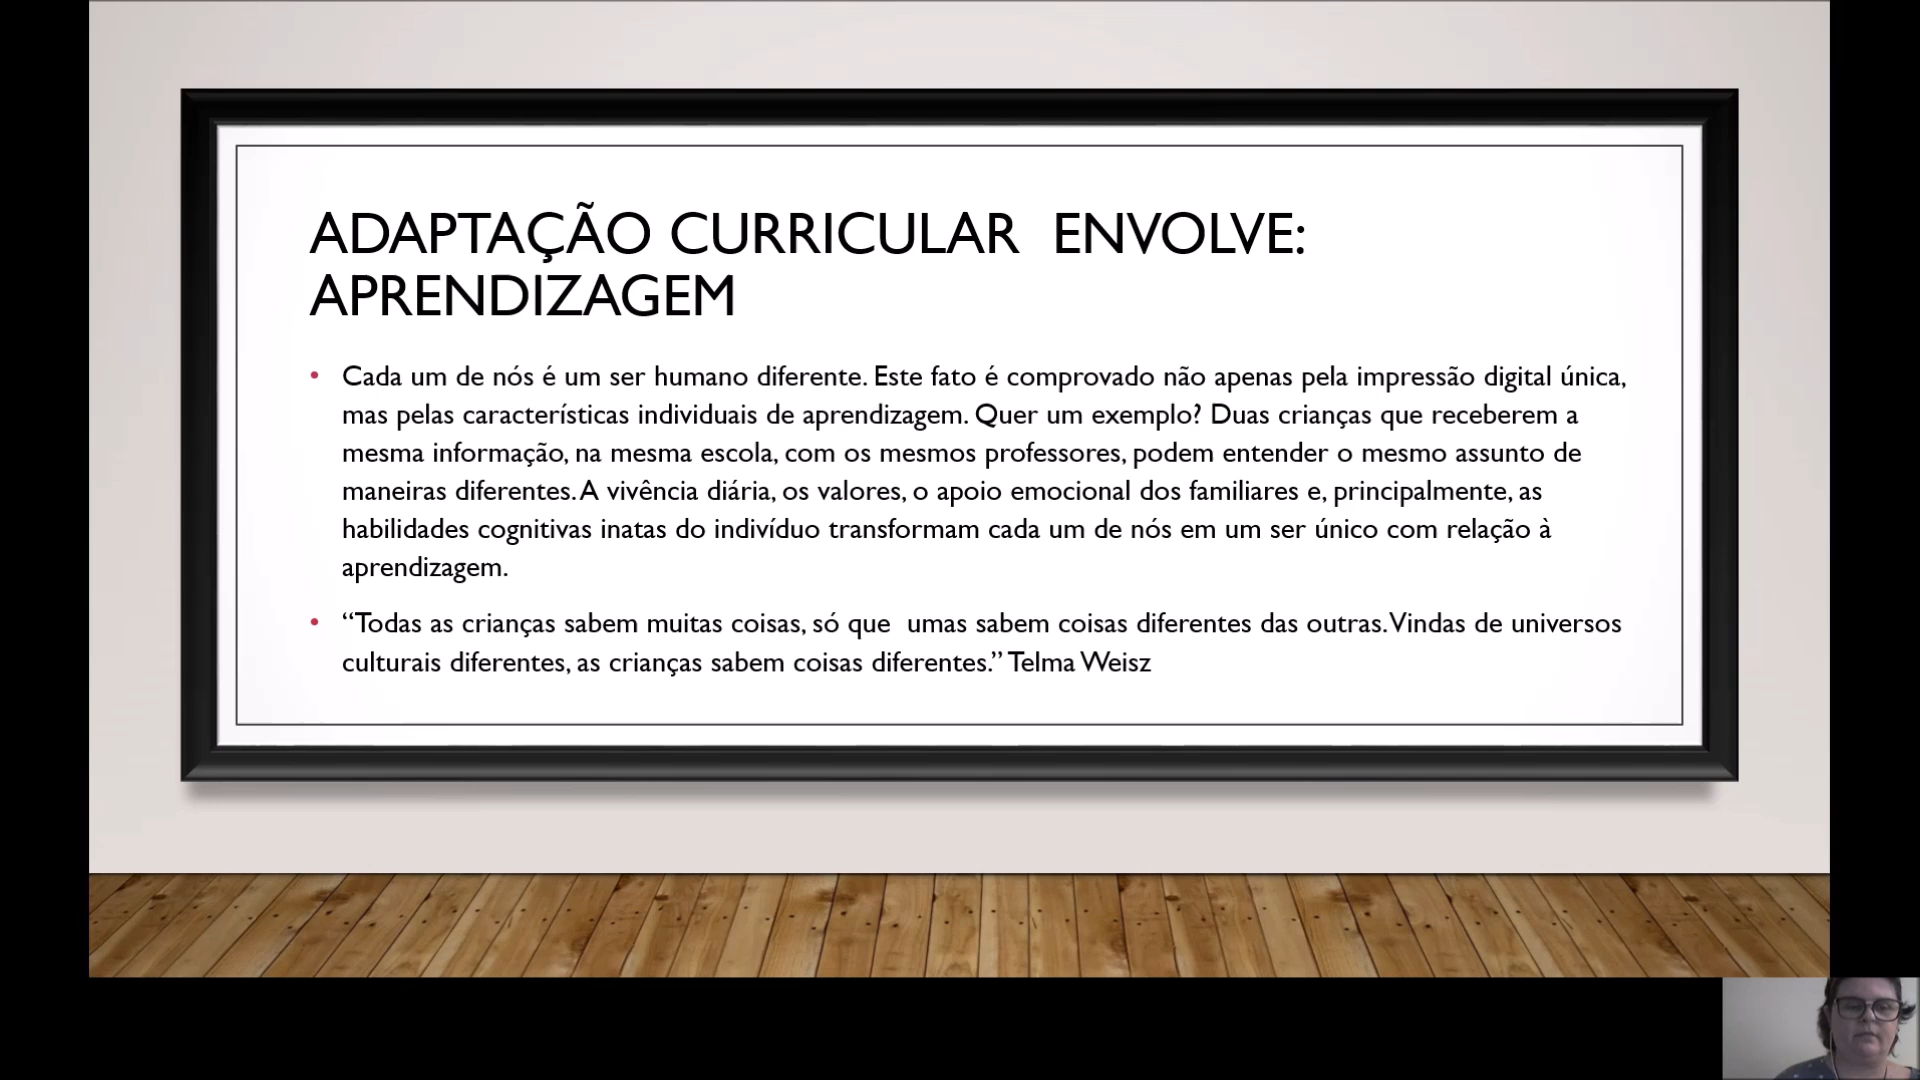 ADAPTAÇÃO CURRICULAR  ENVOLVE:
APRENDIZAGEM
• Cada um de nós é um ser humano diferente. Este fato é comprovado não apenas pela impressão digital única,
mas pelas características individuais de aprendizagem. Quer um exemplo? Duas crianças que receberem a
mesma informação, na mesma escola, com os mesmos professores, podem entender o mesmo assunto de
maneiras diferentes. A vivência diária, os valores, o apoio emocional dos familiares e, principalmente, as
habilidades cognitivas inatas do indivíduo transformam cada um de nós em um ser único com relação à
aprendizagem.
• “Todas as crianças sabem muitas coisas, só que  umas sabem coisas diferentes das outras. Vindas de universos
culturais diferentes, as crianças sabem coisas diferentes.” Telma Weisz